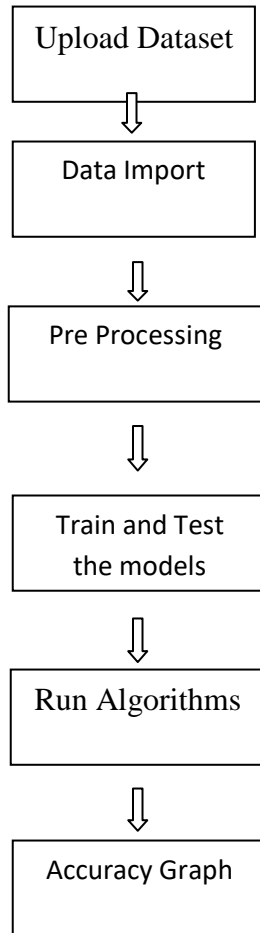 Upload Dataset
Data Import
Pre Processing
Train and Test
the models
Run Algorithms
Accuracy Graph